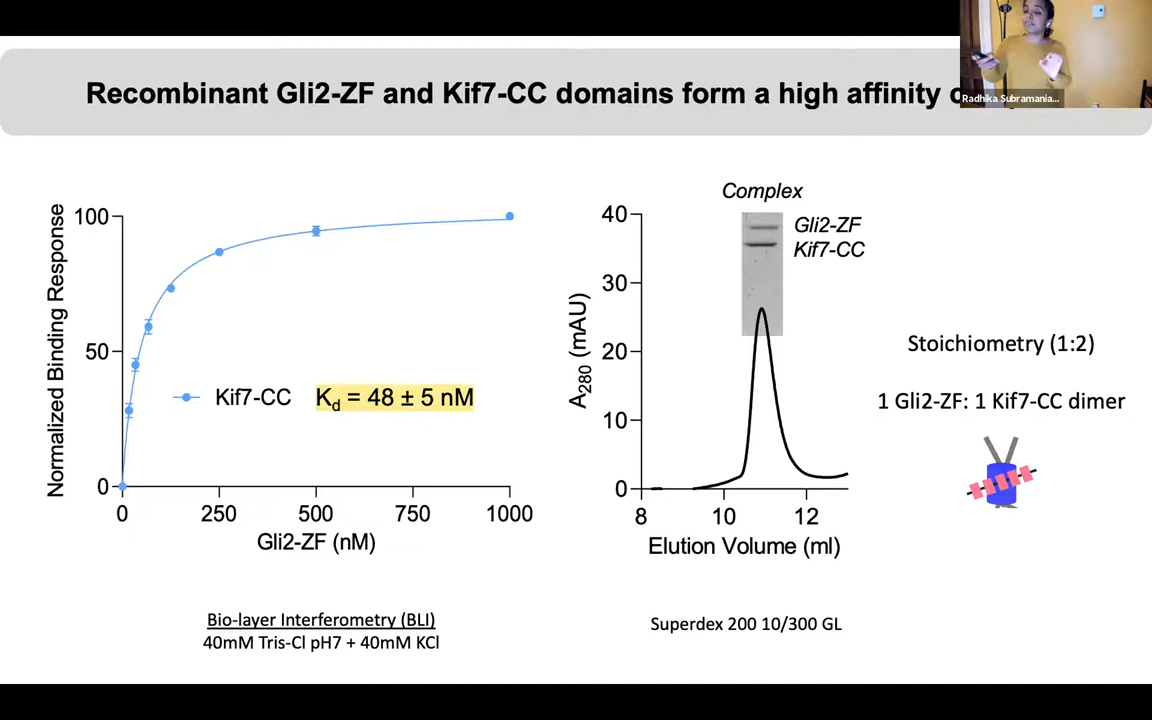 Recombinant Gli2-ZF and Kif7-CC domains form a high affinity
Radhika Subramania...
Normalized Binding Response
100
50
0
Kif7-CC
Kd = 48 ± 5 nM
0 250 500 750 1000
Gli2-ZF (nM)
Bio-layer Interferometry (BLI)
40mM Tris-Cl pH7 + 40mM KCl
Complex
Gli2-ZF
Kif7-CC
A280 (mAU)
40
30
20
10
0
8 10 12
Elution Volume (ml)
Superdex 200 10/300 GL
Stoichiometry (1:2)
1 Gli2-ZF: 1 Kif7-CC dimer